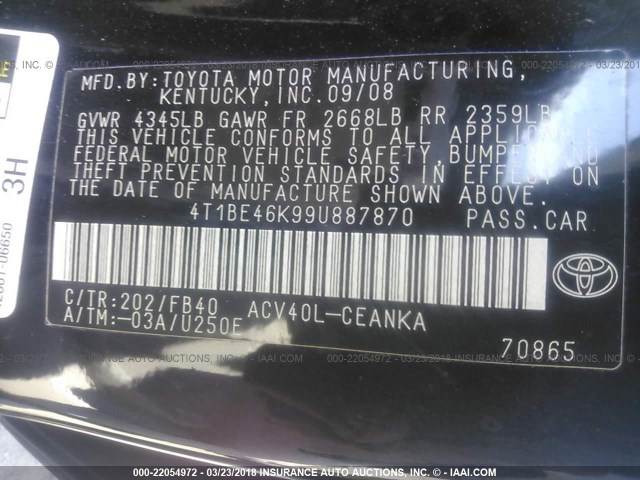 MFD.BY:TOYOTA MOTOR MANUFACTURING,
KENTUCKY,INC.09/08
GVWR 4345LB GAWR FR 2668LB RR 2359LB
THIS VEHICLE CONFORMS TO ALL APPLICABLE
FEDERAL MOTOR VEHICLE SAFETY,BUMPER AND
THEFT PREVENTION STANDARDS IN EFFECT ON
THE DATE OF MANUFACTURE SHOWN ABOVE.
4T1BE46K99U887870 PASS.CAR
C/TR:202/FB40 ACV40L-CEANKA
A/TM:-03A/U250E
70865
TOYOTA
3H
06650
000-22054972 - 03/23/2018 INSURANCE AUTO AUCTIONS - IAAI.COM